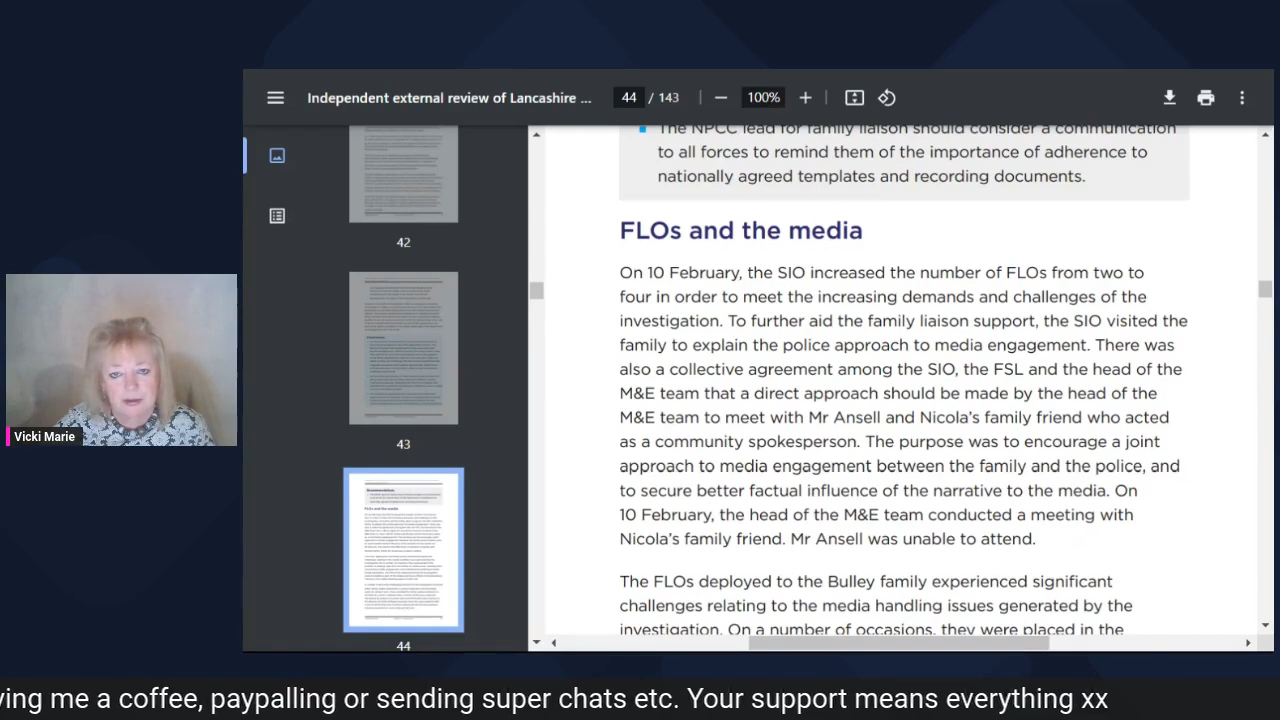 Independent external review of Lancashire ...
44 / 143
100%
42
43
44
The NPCC lead for family liaison should consider a communication
to all forces to remind them of the importance of adherence to
nationally agreed templates and recording documents.
FLOs and the media
On 10 February, the SIO increased the number of FLOs from two to
four in order to meet the increasing demands and challenges of the
investigation. To further aid the family liaison support, the SIO visited the
family to explain the police approach to media engagement. There was
also a collective agreement among the SIO, the FSL and the head of the
M&E team that a direct approach should be made by the head of the
M&E team to meet with Mr Ansell and Nicola's family friend who acted
as a community spokesperson. The purpose was to encourage a joint
approach to media engagement between the family and the police, and
to ensure better factual balance of the narrative to the media. On
10 February, the head of the M&E team conducted a meeting with
Nicola's family friend. Mr Ansell was unable to attend.
The FLOs deployed to the Bulley family experienced significant
challenges relating to the media handling issues generated by the
investigation. On a number of occasions, they were placed in the
Vicki Marie
ying me a coffee, paypalling or sending super chats etc. Your support means everything xx